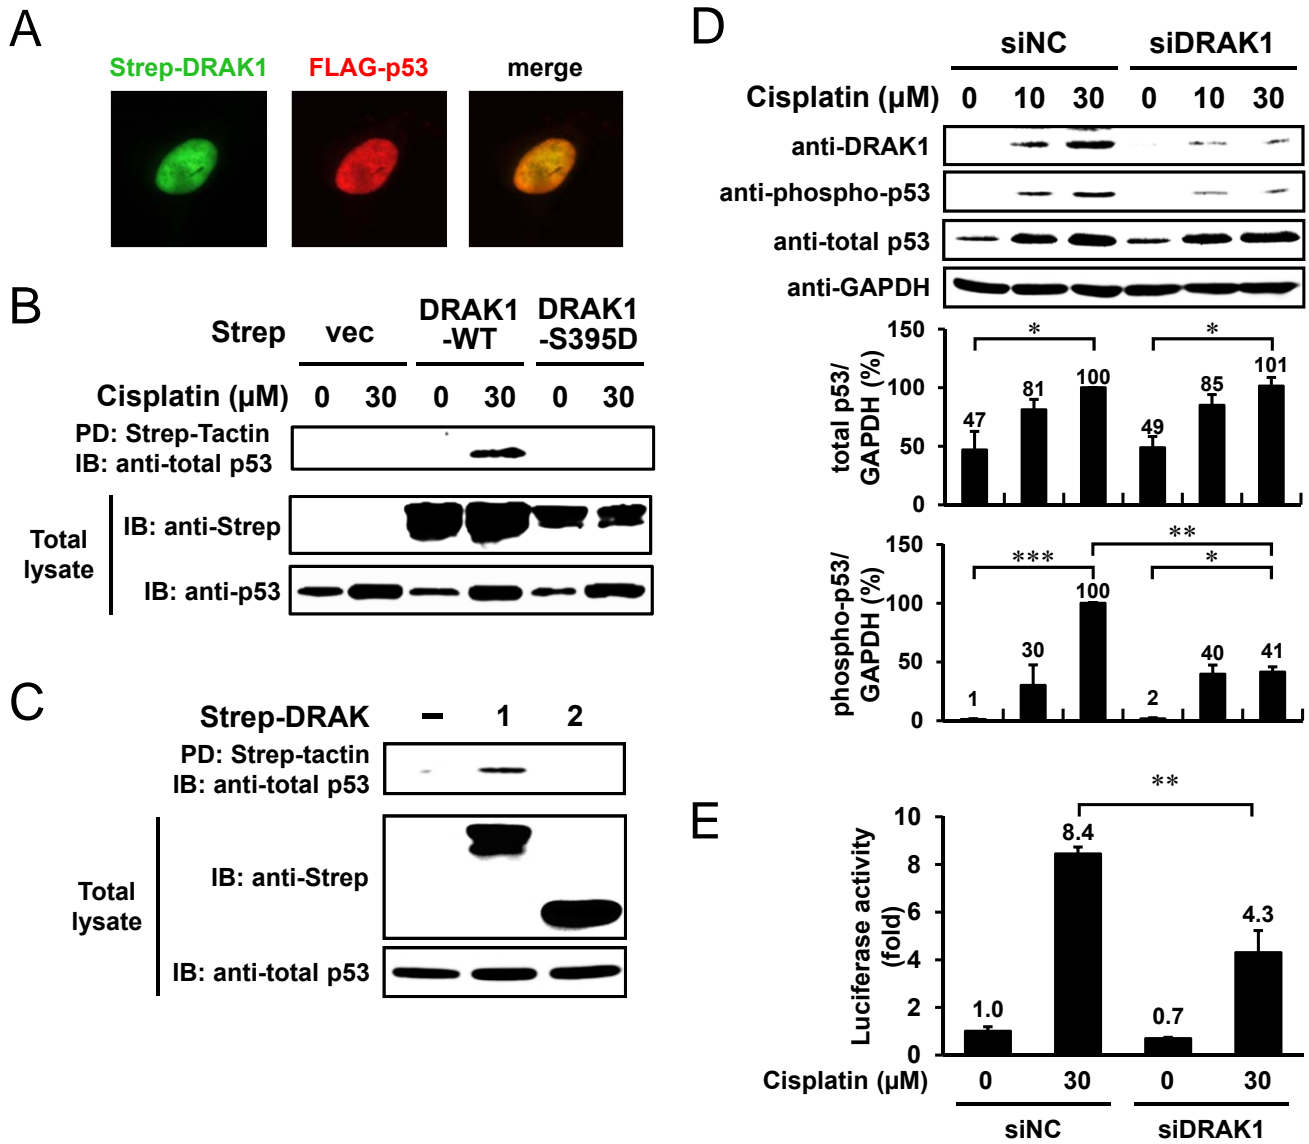 A
Strep-DRAK1 FLAG-p53 merge
B
Strep vec DRAK1-WT DRAK1-S395D
Cisplatin (μM) 0 30 0 30 0 30
PD: Strep-Tactin
IB: anti-total p53
Total lysate
IB: anti-Strep
IB: anti-p53
C
Strep-DRAK – 1 2
PD: Strep-tactin
IB: anti-total p53
Total lysate
IB: anti-Strep
IB: anti-total p53
D
siNC siDRAK1
Cisplatin (μM) 0 10 30 0 10 30
anti-DRAK1
anti-phospho-p53
anti-total p53
anti-GAPDH
total p53/
GAPDH (%)
150
100
50
0
* *
47 81 100 49 85 101
phospho-p53/
GAPDH (%)
150
100
50
0
*** ** *
1 30 100 2 40 41
E
Luciferase activity
(fold)
10
8
6
4
2
0
**
1.0 8.4 0.7 4.3
Cisplatin (μM) 0 30 0 30
siNC siDRAK1